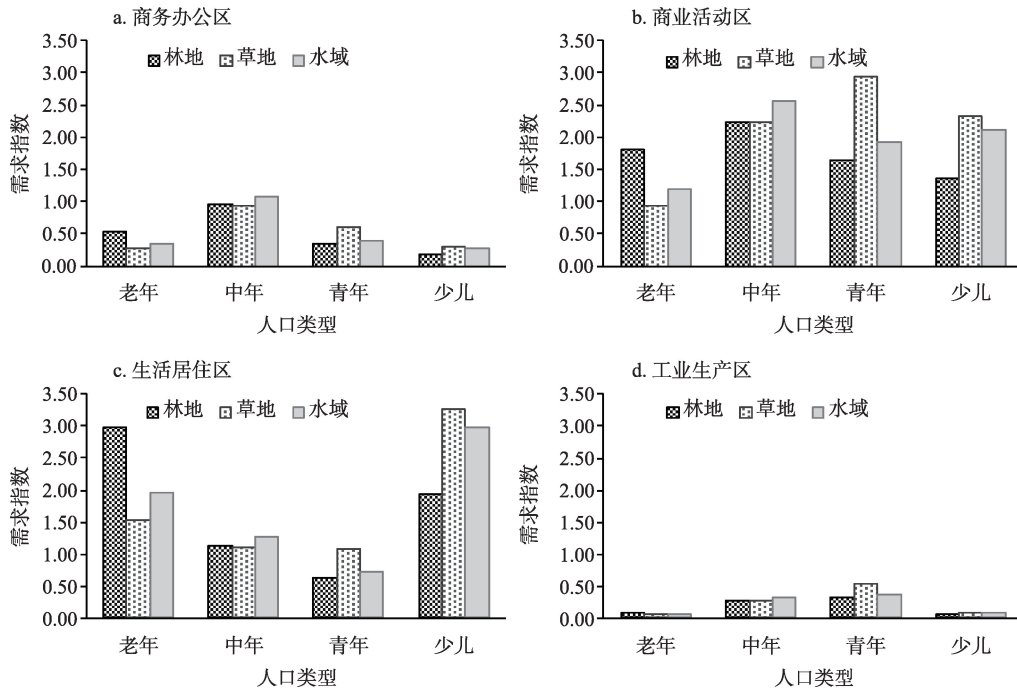 a. 商务办公区
林地 草地 水域
需求指数
3.50
3.00
2.50
2.00
1.50
1.00
0.50
0.00
老年 中年 青年 少儿
人口类型
b. 商业活动区
林地 草地 水域
需求指数
3.50
3.00
2.50
2.00
1.50
1.00
0.50
0.00
老年 中年 青年 少儿
人口类型
c. 生活居住区
林地 草地 水域
需求指数
3.50
3.00
2.50
2.00
1.50
1.00
0.50
0.00
老年 中年 青年 少儿
人口类型
d. 工业生产区
林地 草地 水域
需求指数
3.50
3.00
2.50
2.00
1.50
1.00
0.50
0.00
老年 中年 青年 少儿
人口类型